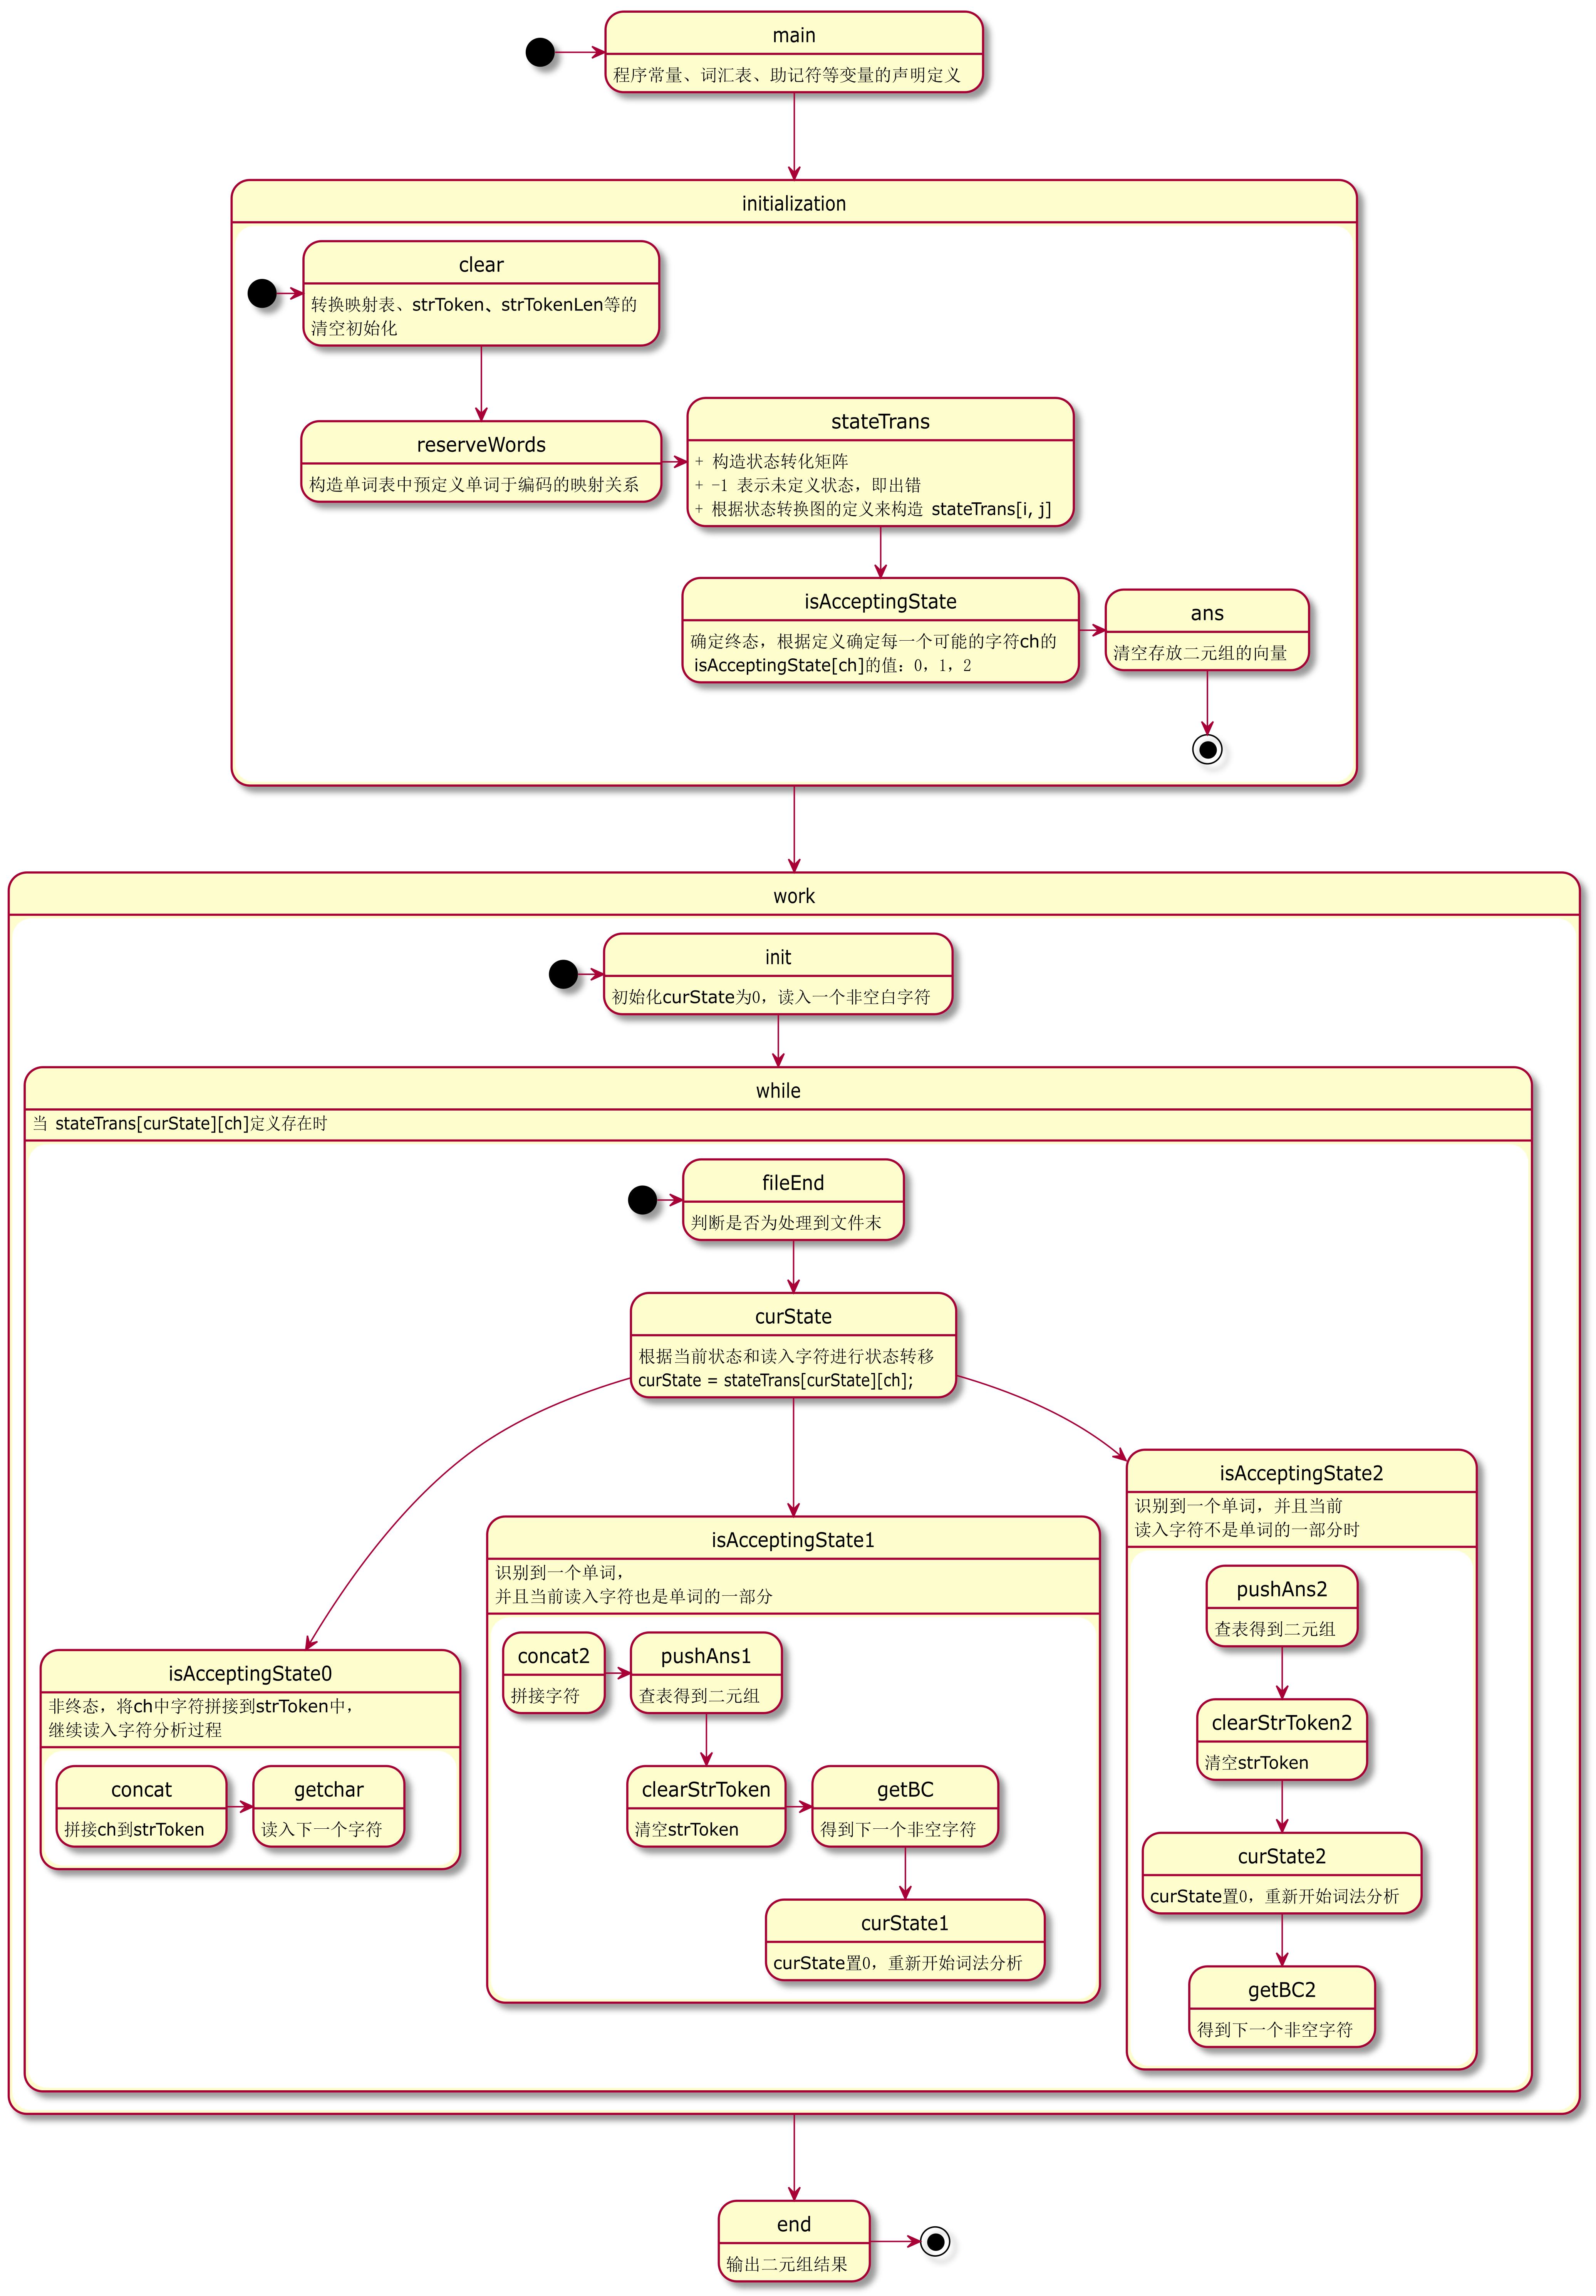 main
程序常量、词汇表、助记符等变量的声明定义
initialization
clear
转换映射表、strToken、strTokenLen等的
清空初始化
reserveWords
构造单词表中预定义单词于编码的映射关系
stateTrans
+ 构造状态转化矩阵
+ -1 表示未定义状态，即出错
+ 根据状态转换图的定义来构造 stateTrans[i, j]
isAcceptingState
确定终态，根据定义确定每一个可能的字符ch的
isAcceptingState[ch]的值：0，1，2
ans
清空存放二元组的向量
work
init
初始化curState为0，读入一个非空白字符
while
当 stateTrans[curState][ch]定义存在时
fileEnd
判断是否为处理到文件末
curState
根据当前状态和读入字符进行状态转移
curState = stateTrans[curState][ch];
isAcceptingState0
非终态，将ch中字符拼接到strToken中，
继续读入字符分析过程
concat
拼接ch到strToken
getchar
读入下一个字符
isAcceptingState1
识别到一个单词，
并且当前读入字符也是单词的一部分
concat2
拼接字符
pushAns1
查表得到二元组
clearStrToken
清空strToken
getBC
得到下一个非空字符
curState1
curState置0，重新开始词法分析
isAcceptingState2
识别到一个单词，并且当前
读入字符不是单词的一部分时
pushAns2
查表得到二元组
clearStrToken2
清空strToken
curState2
curState置0，重新开始词法分析
getBC2
得到下一个非空字符
end
输出二元组结果